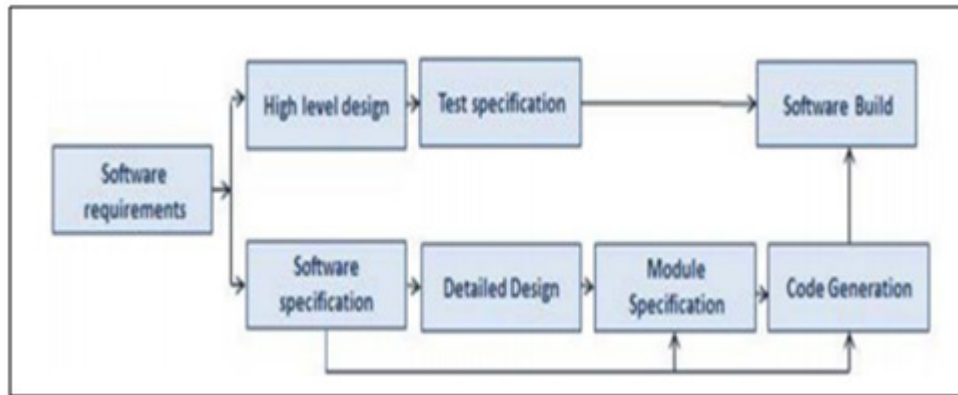 High level design
Test specification
Software Build
Software
requirements
Software
specification
Detailed Design
Module
Specification
Code Generation